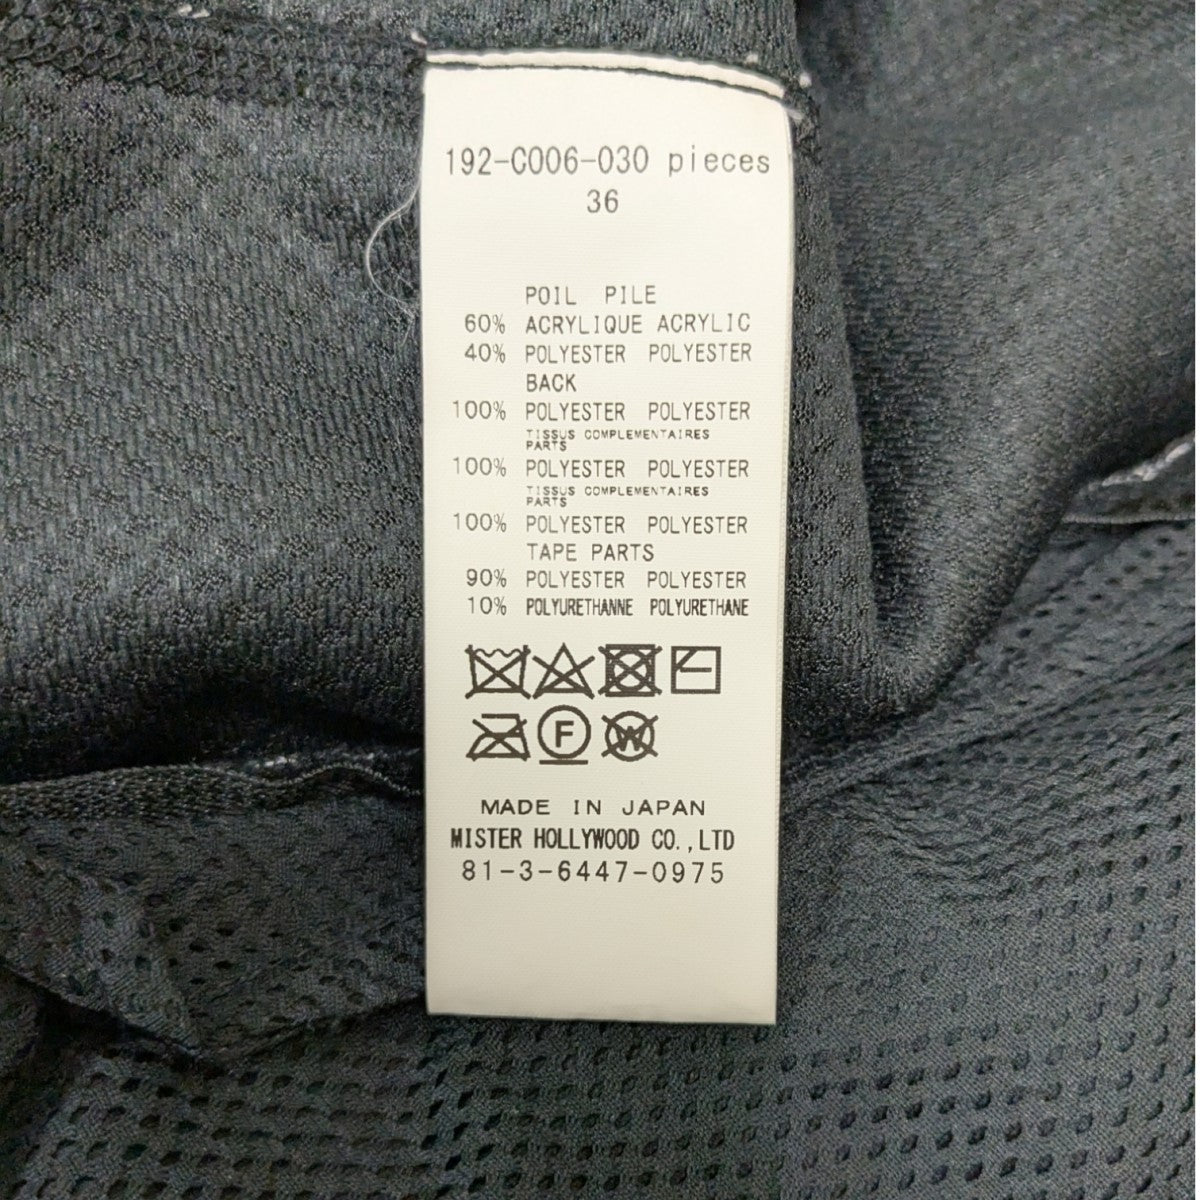 192-C006-030 pieces
36
POIL PILE
60% ACRYLIQUE ACRYLIC
40% POLYESTER POLYESTER
BACK
100% POLYESTER POLYESTER
TISSUS COMPLEMENTAIRES
PARTS
100% POLYESTER POLYESTER
TISSUS COMPLEMENTAIRES
PARTS
100% POLYESTER POLYESTER
TAPE PARTS
90% POLYESTER POLYESTER
10% POLYURETHANNE POLYURETHANE
F W
MADE IN JAPAN
MISTER HOLLYWOOD CO.,LTD
81-3-6447-0975